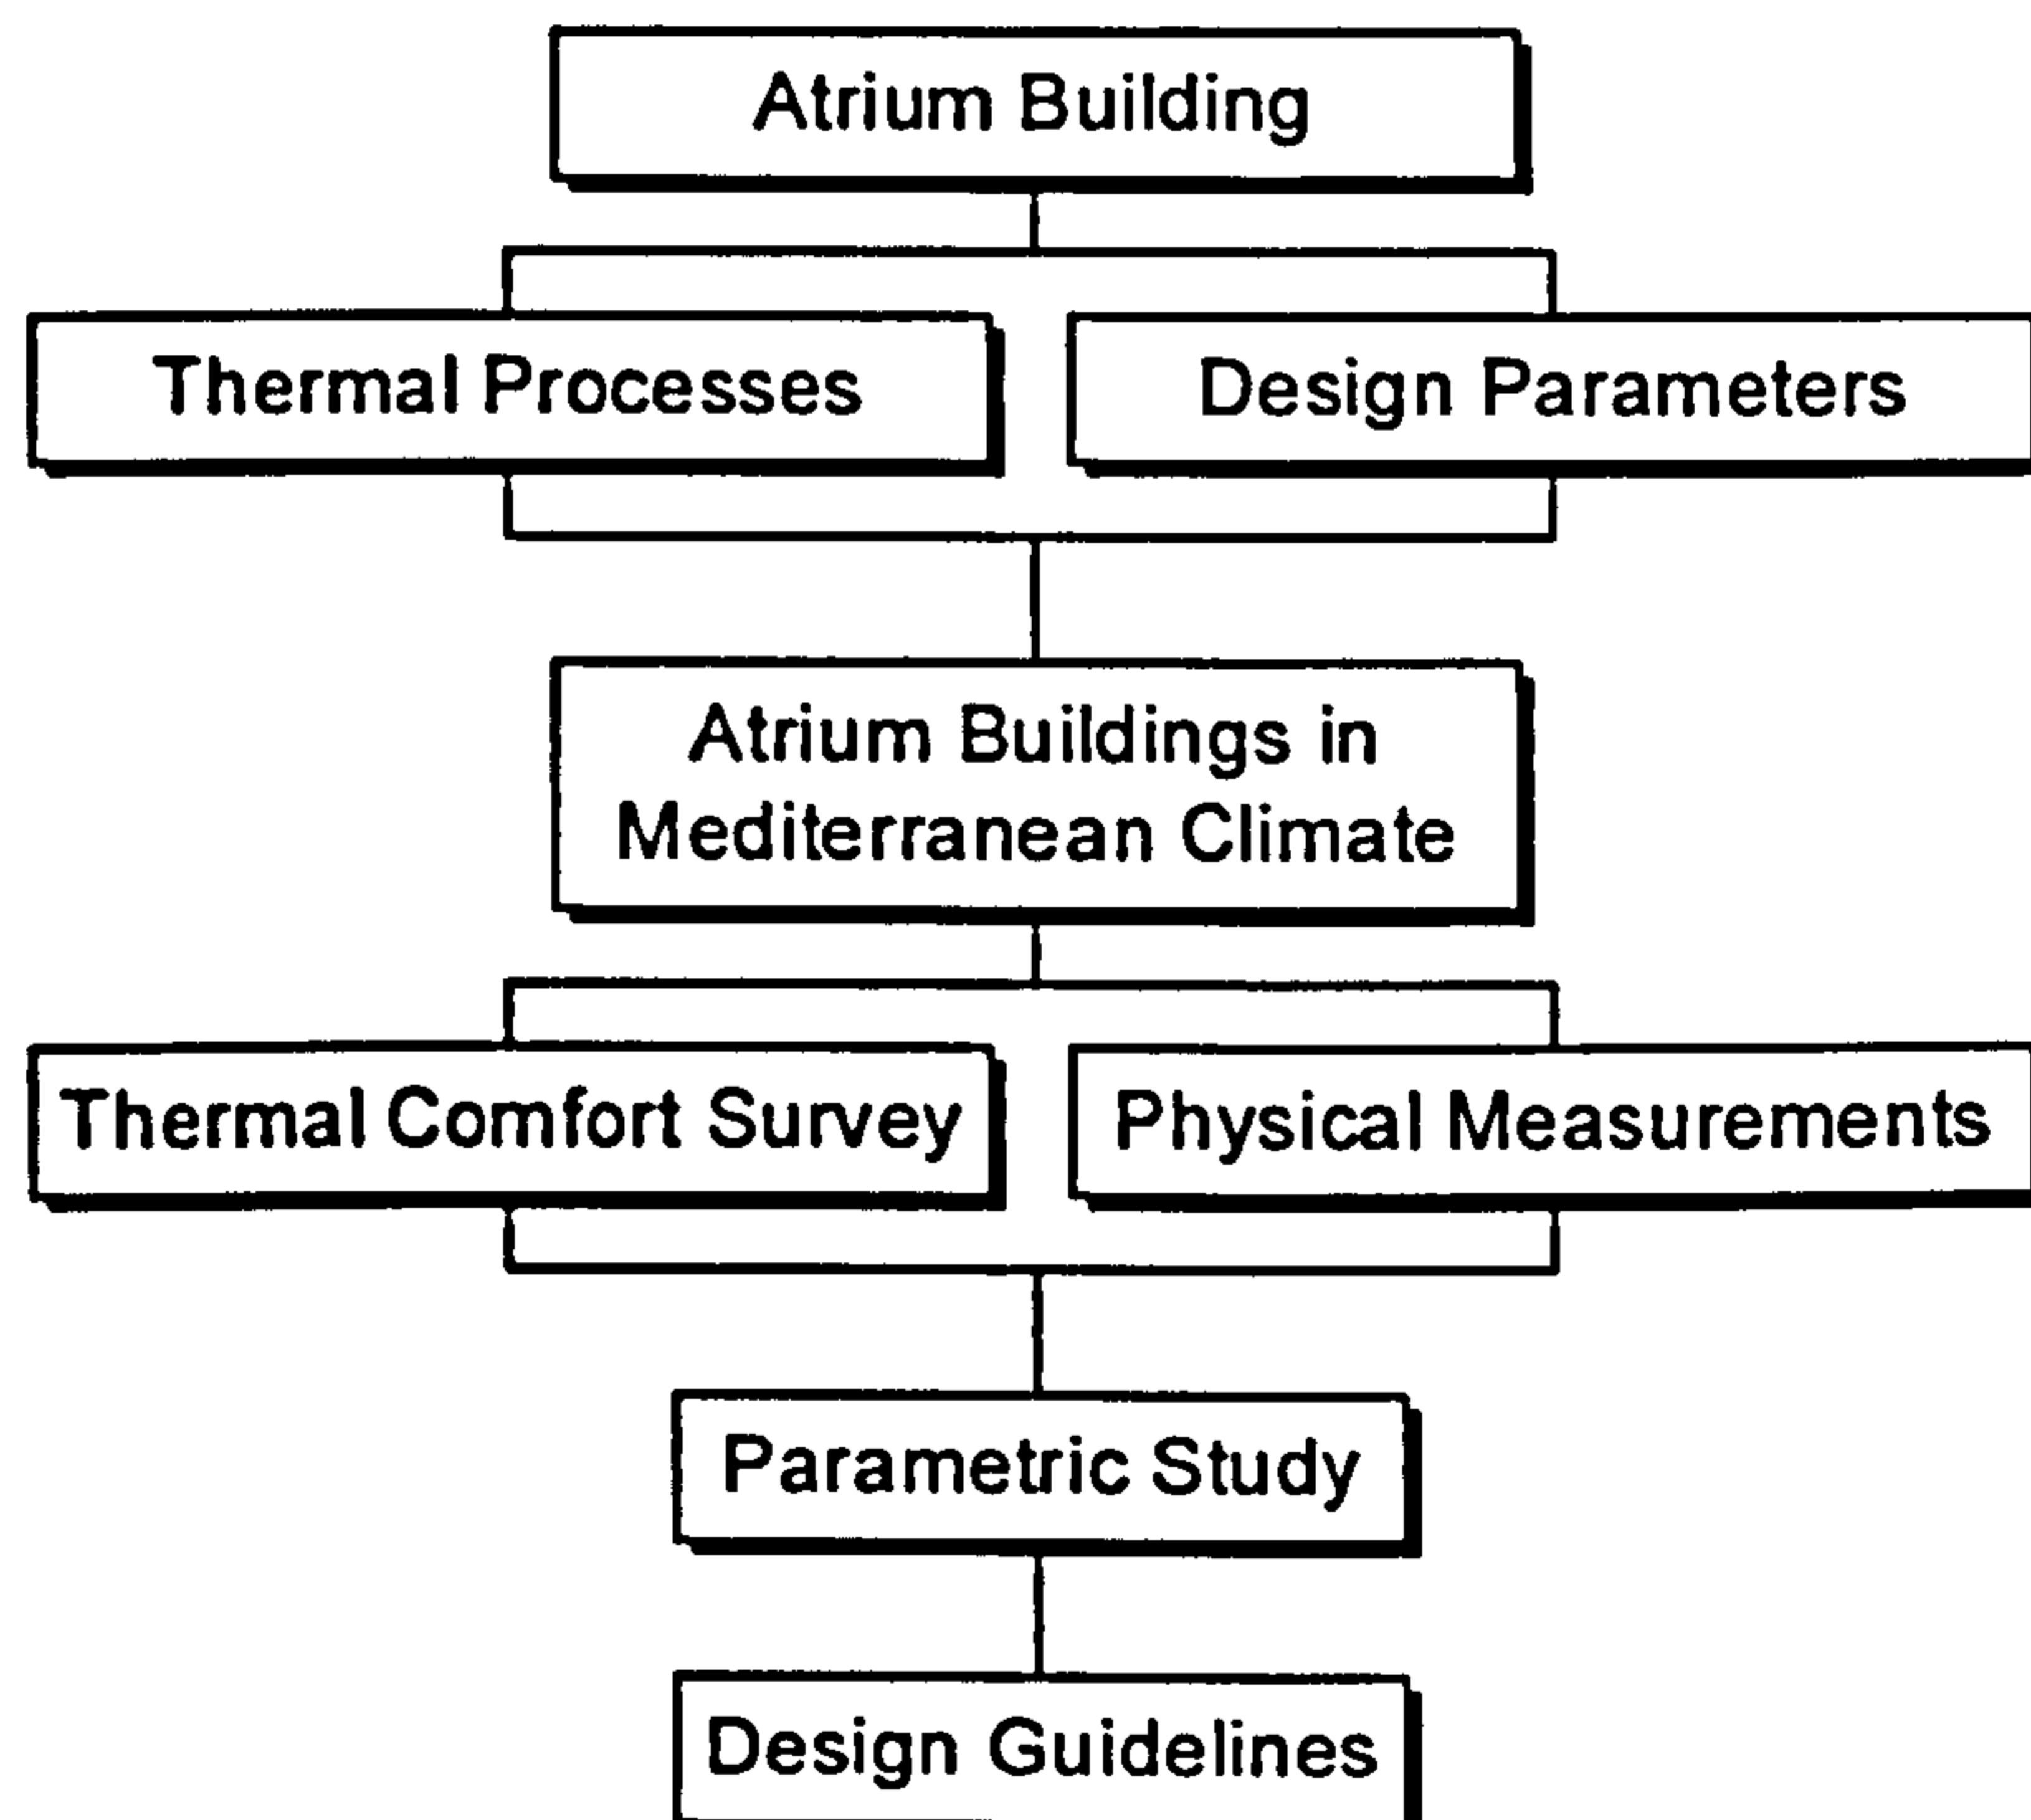 Atrium Building
Thermal Processes
Design Parameters
Atrium Buildings in
Mediterranean Climate
Thermal Comfort Survey
Physical Measurements
Parametric Study
Design Guidelines